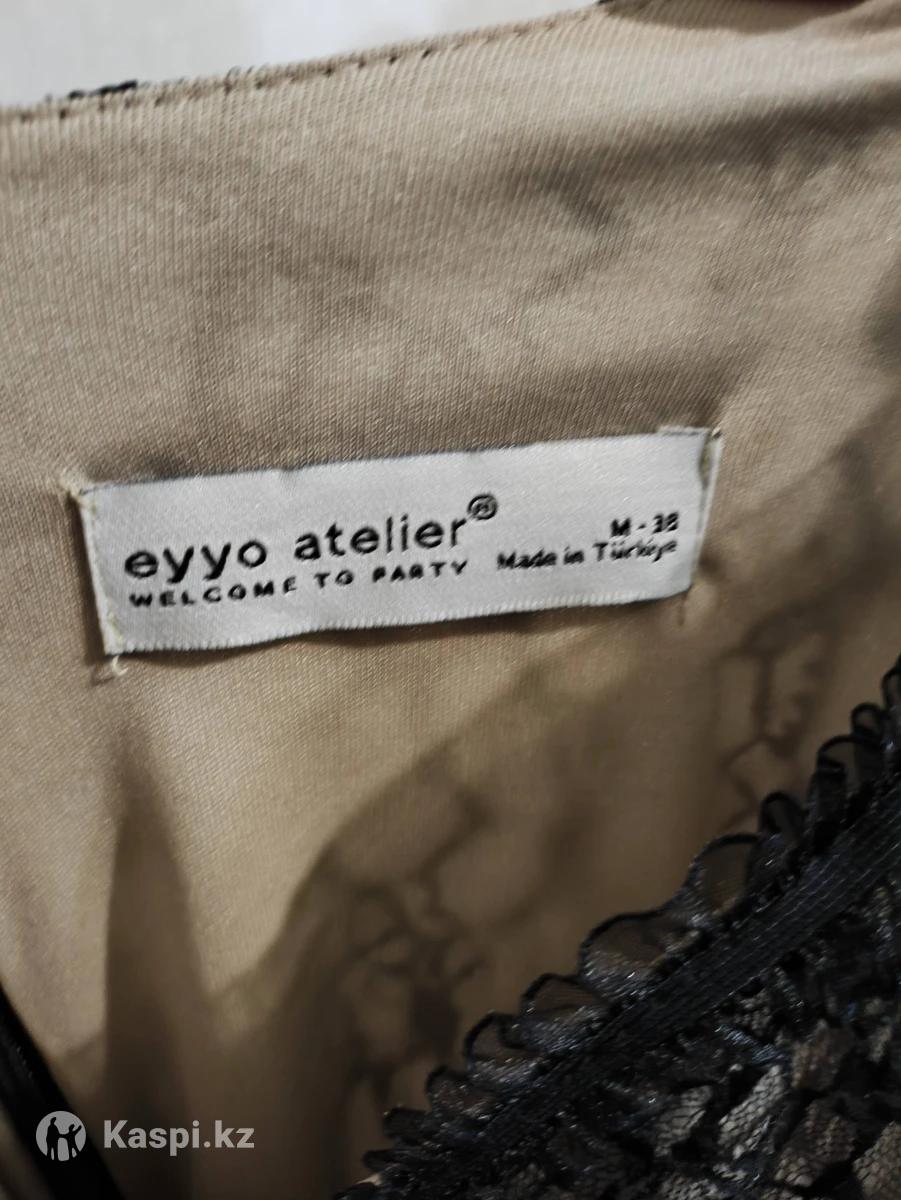 eyyo atelier®
WELCOME TO PARTY
M - 38
Made in Türkiye
Kaspi.kz